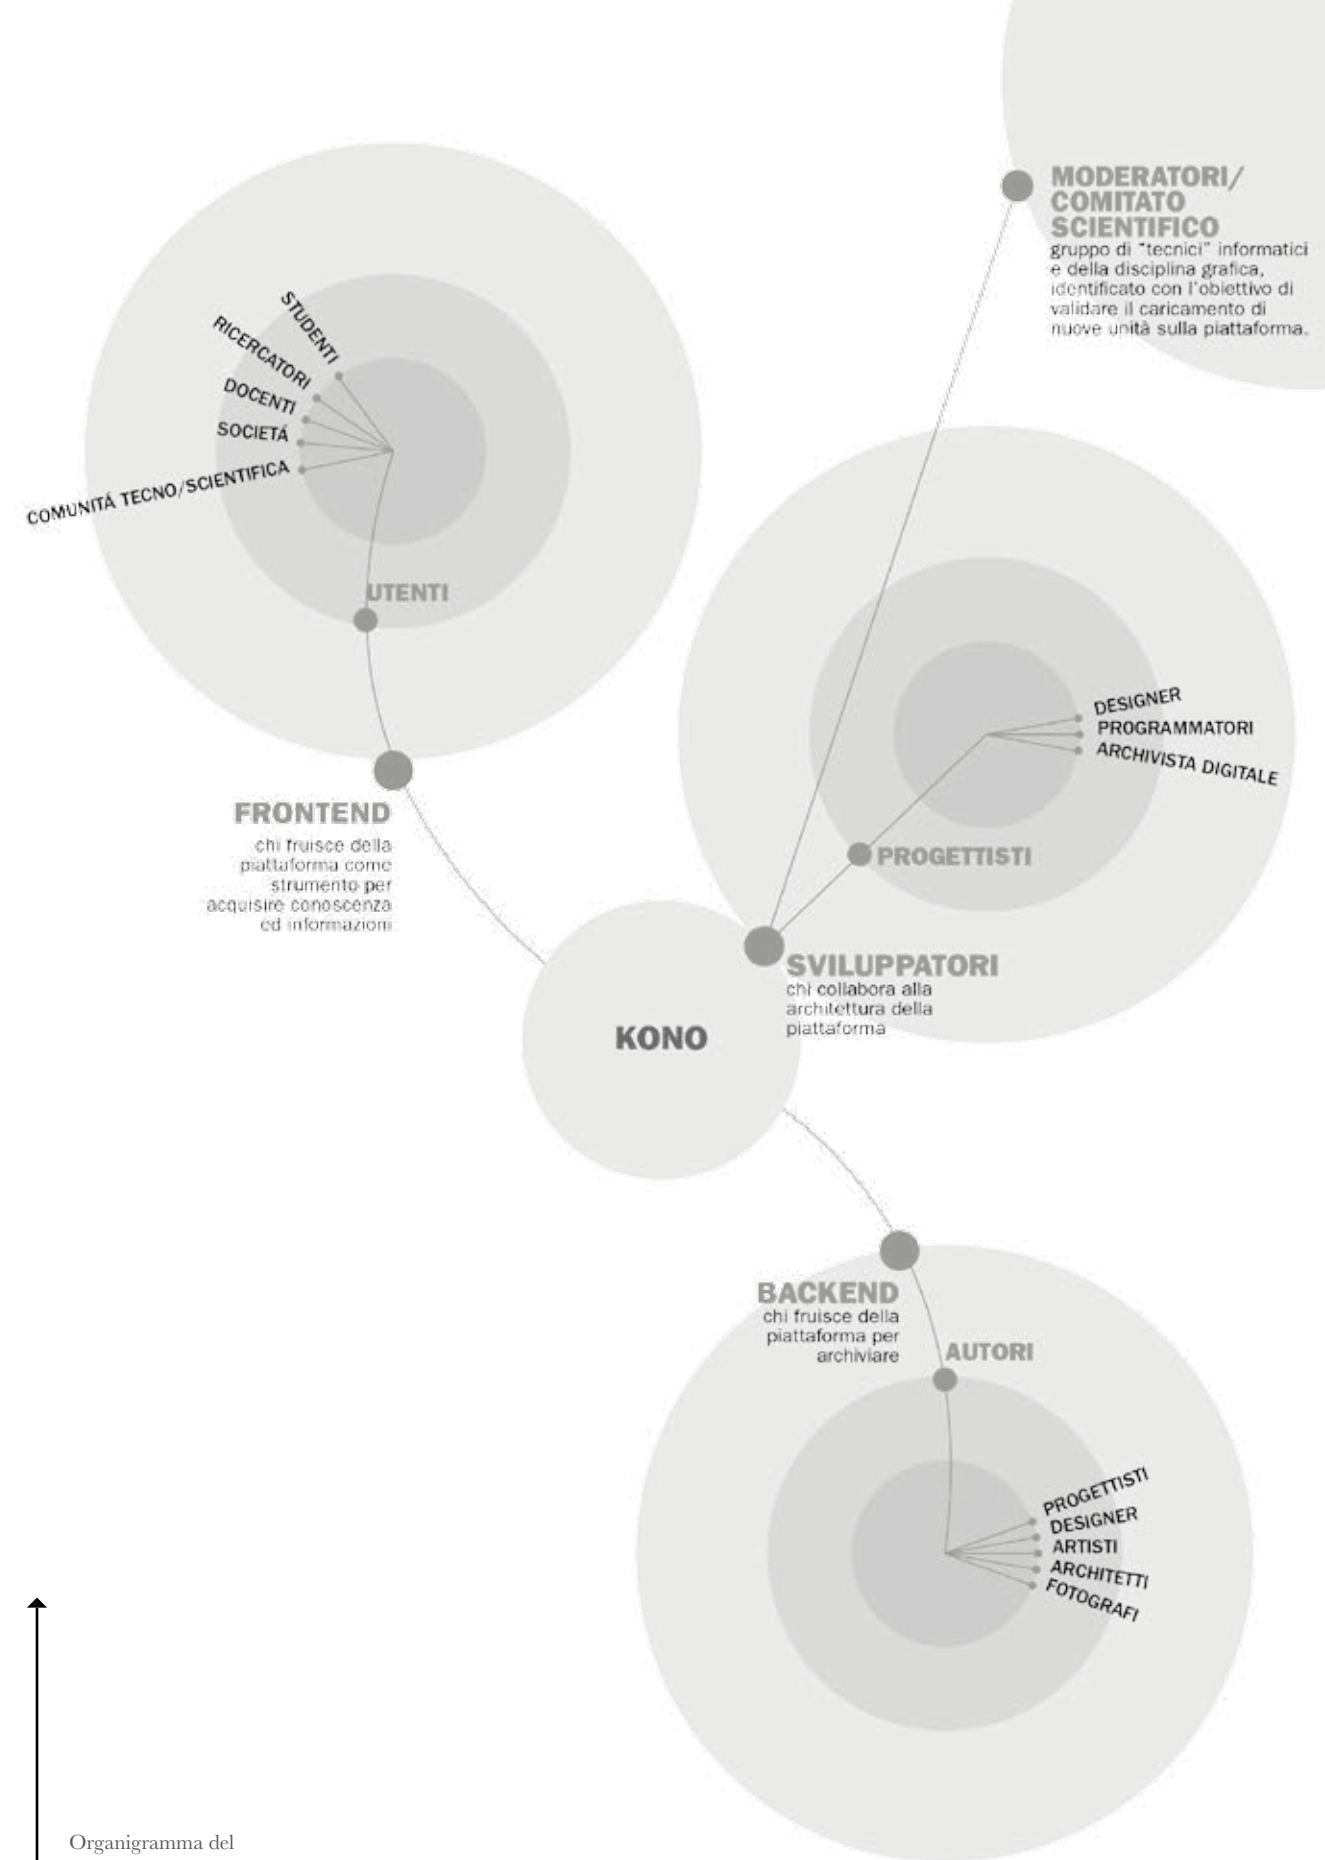 MODERATORI/
COMITATO
SCIENTIFICO
gruppo di "tecnici" informatici
e della disciplina grafica,
identificato con l'obiettivo di
validare il caricamento di
nuove unità sulla piattaforma.
STUDENTI
RICERCATORI
DOCENTI
SOCIETÁ
COMUNITÁ TECNO/SCIENTIFICA
UTENTI
FRONTEND
chi fruisce della
piattaforma come
strumento per
acquisire conoscenza
ed informazioni
DESIGNER
PROGRAMMATORI
ARCHIVISTA DIGITALE
PROGETTISTI
SVILUPPATORI
chi collabora alla
architettura della
piattaforma
KONO
BACKEND
chi fruisce della
piattaforma per
archiviare
AUTORI
PROGETTISTI
DESIGNER
ARTISTI
ARCHITETTI
FOTOGRAFI
Organigramma del